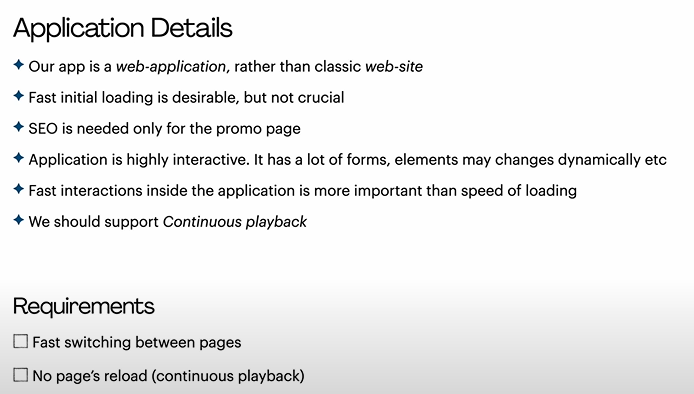 Application Details
Our app is a web-application, rather than classic web-site
Fast initial loading is desirable, but not crucial
SEO is needed only for the promo page
Application is highly interactive. It has a lot of forms, elements may changes dynamically etc
Fast interactions inside the application is more important than speed of loading
We should support Continuous playback
Requirements
Fast switching between pages
No page's reload (continuous playback)